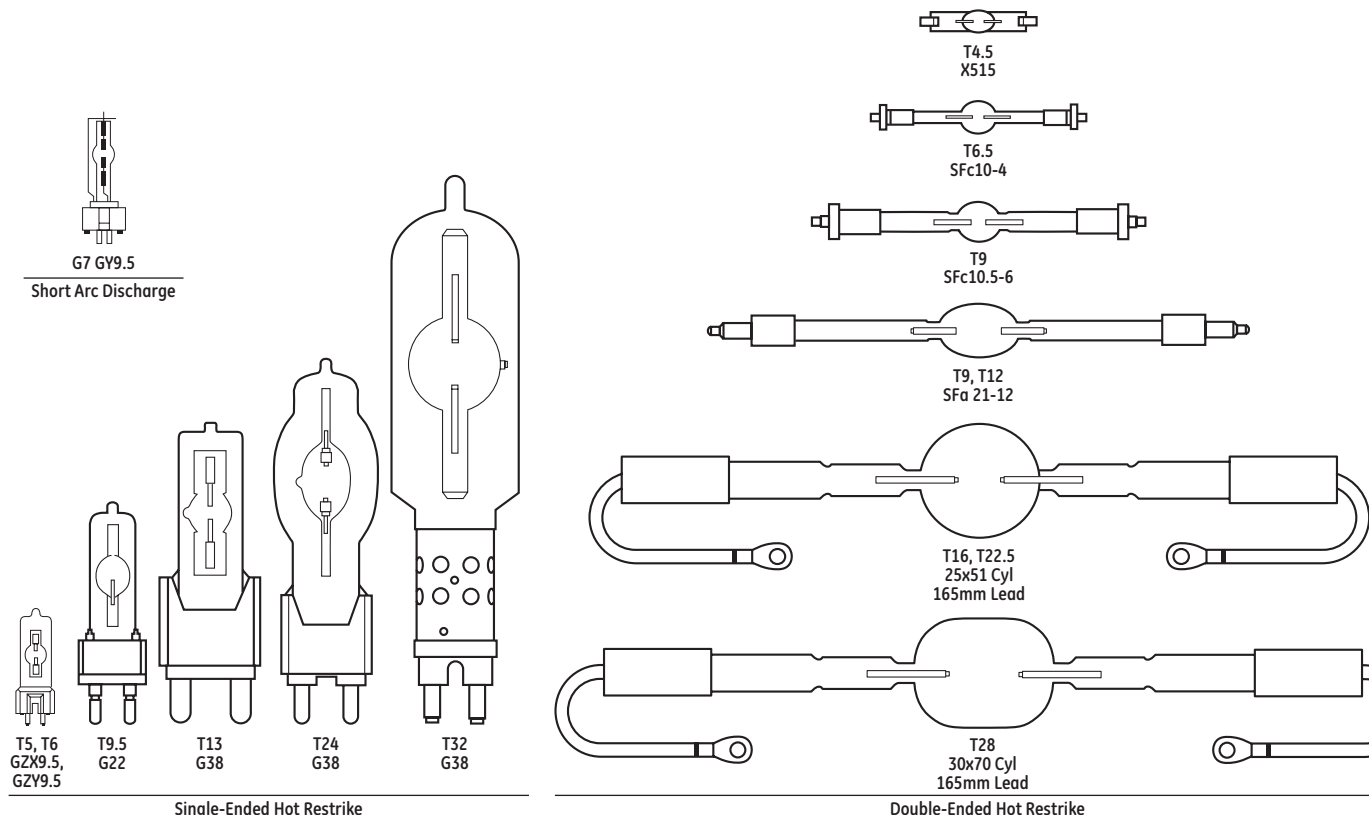 G7 GY9.5
Short Arc Discharge
T5, T6
GZX9.5,
GZY9.5
T9.5
G22
T13
G38
T24
G38
T32
G38
Single-Ended Hot Restrike
T4.5
X515
T6.5
SFc10-4
T9
SFc10.5-6
T9, T12
SFa 21-12
T16, T22.5
25x51 Cyl
165mm Lead
T28
30x70 Cyl
165mm Lead
Double-Ended Hot Restrike